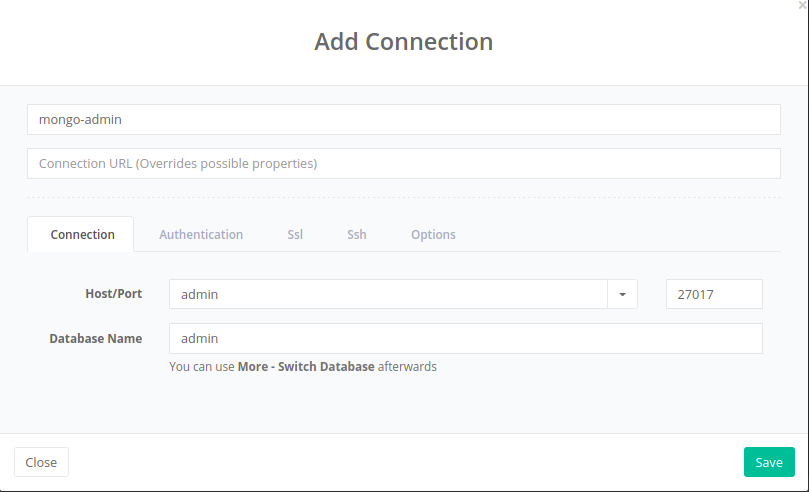 ×
Add Connection
mongo-admin
Connection URL (Overrides possible properties)
Connection Authentication Ssl Ssh Options
Host/Port admin 27017
Database Name admin
You can use More - Switch Database afterwards
Close Save